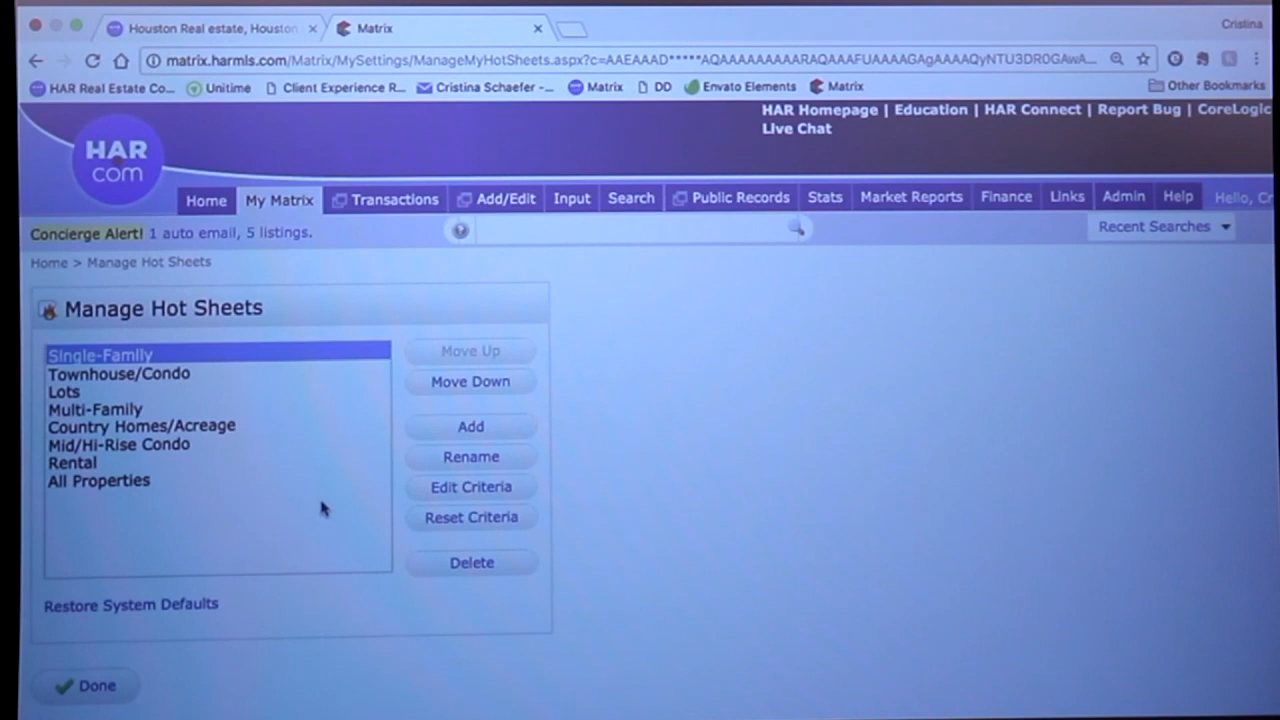 Houston Real estate, Houston
Matrix
Cristina
matrix.harmls.com/Matrix/MySettings/ManageMyHotSheets.aspx?c=AAEAAAD*****AQAAAAAAAAARAQAAAFUAAAAGAgAAAAQyNTU3DR0GAwA...
HAR Real Estate Co... Unitime Client Experience R... Cristina Schaefer -... Matrix DD Envato Elements Matrix Other Bookmarks
HAR Homepage | Education | HAR Connect | Report Bug | CoreLogic
Live Chat
HAR
com
Home My Matrix Transactions Add/Edit Input Search Public Records Stats Market Reports Finance Links Admin Help Hello, Cr
Concierge Alert! 1 auto email, 5 listings.
Recent Searches
Home > Manage Hot Sheets
Manage Hot Sheets
Single-Family
Townhouse/Condo
Lots
Multi-Family
Country Homes/Acreage
Mid/Hi-Rise Condo
Rental
All Properties
Move Up
Move Down
Add
Rename
Edit Criteria
Reset Criteria
Delete
Restore System Defaults
Done